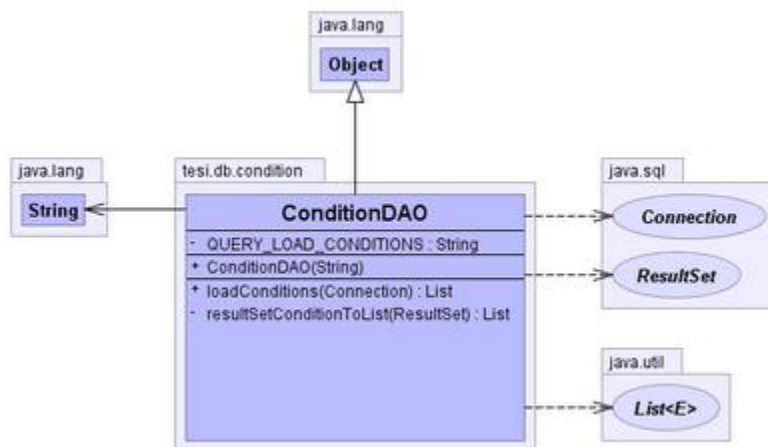 java.lang
Object
java.lang
String
tesi.db.condition
ConditionDAO
- QUERY_LOAD_CONDITIONS : String
+ ConditionDAO(String)
+ loadConditions(Connection) : List
- resultSetConditionToList(ResultSet) : List
java.sql
Connection
ResultSet
java.util
List<E>